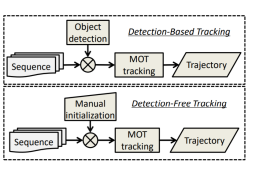 Object
detection
Detection-Based Tracking
Sequence
MOT
tracking
Trajectory
Manual
initialization
Detection-Free Tracking
Sequence
MOT
tracking
Trajectory